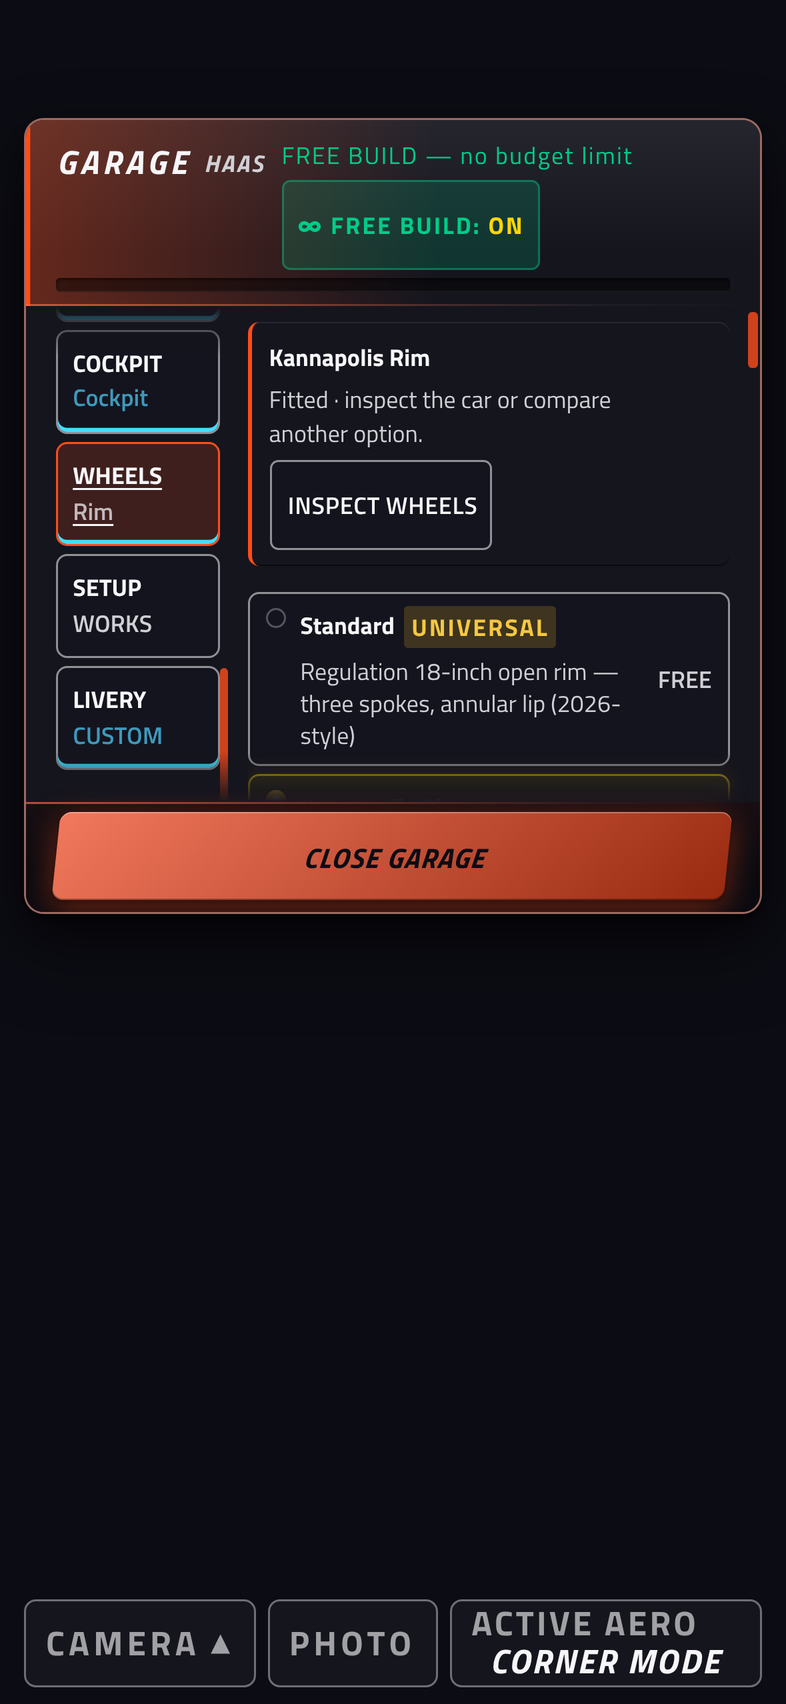 GARAGE HAAS FREE BUILD — no budget limit
∞ FREE BUILD: ON
COCKPIT
Cockpit
WHEELS
Rim
SETUP
WORKS
LIVERY
CUSTOM
Kannapolis Rim
Fitted · inspect the car or compare
another option.
INSPECT WHEELS
Standard UNIVERSAL
Regulation 18-inch open rim —
three spokes, annular lip (2026-
style)
FREE
CLOSE GARAGE
CAMERA ▲
PHOTO
ACTIVE AERO
CORNER MODE